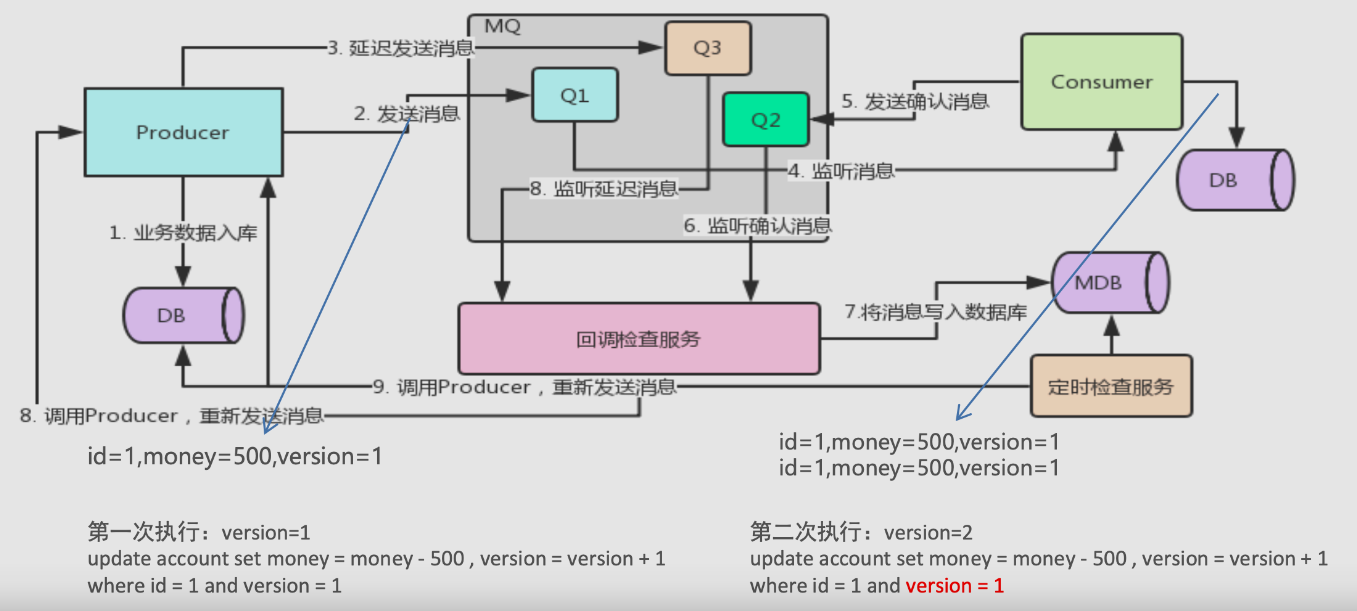 MQ
3. 延迟发送消息
Q3
Q1
Q2
2. 发送消息
5. 发送确认消息
Producer
Consumer
4. 监听消息
8. 监听延迟消息
DB
6. 监听确认消息
1. 业务数据入库
MDB
DB
7.将消息写入数据库
回调检查服务
9. 调用Producer，重新发送消息
定时检查服务
8. 调用Producer，重新发送消息
id=1,money=500,version=1
id=1,money=500,version=1
id=1,money=500,version=1
第一次执行：version=1
update account set money = money - 500 , version = version + 1
where id = 1 and version = 1
第二次执行：version=2
update account set money = money - 500 , version = version + 1
where id = 1 and version = 1